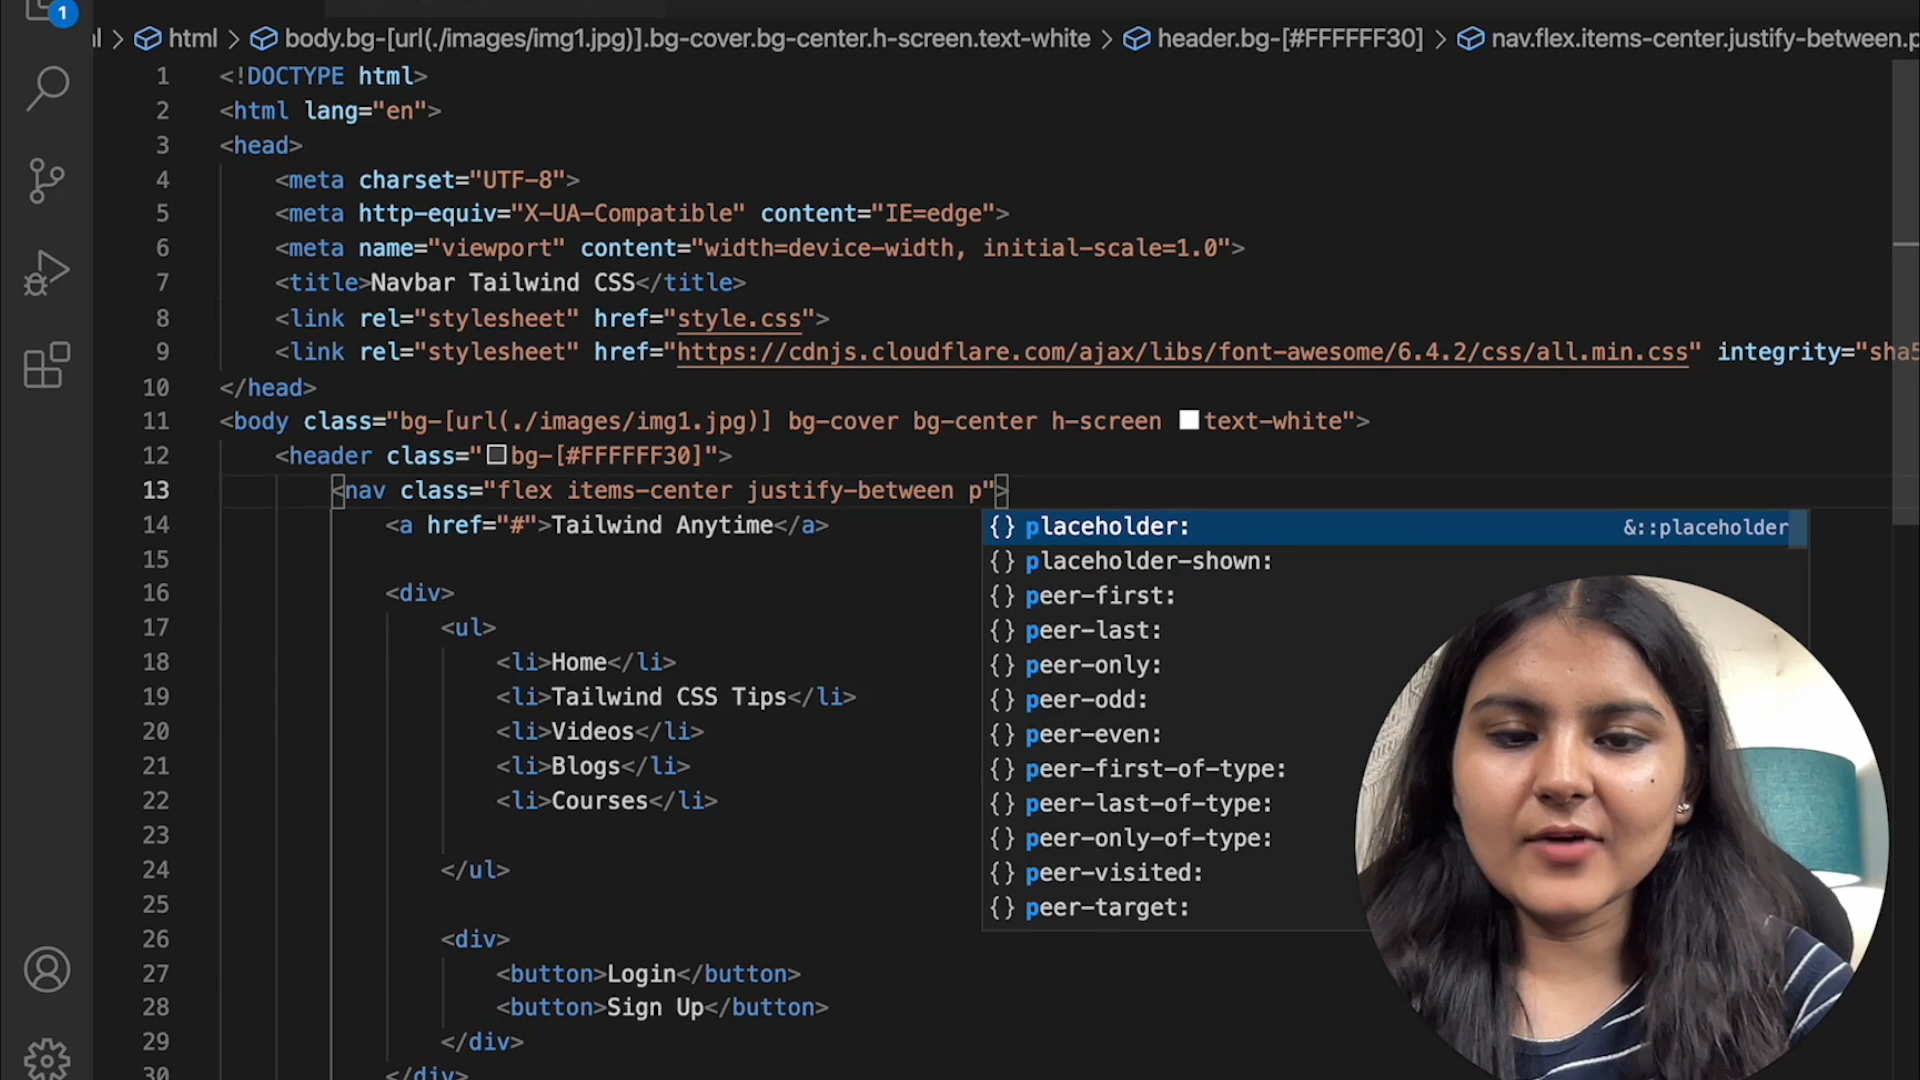 1
html > body.bg-[url(./images/img1.jpg)].bg-cover.bg-center.h-screen.text-white > header.bg-[#FFFFFF30] > nav.flex.items-center.justify-between.p
1 <!DOCTYPE html>
2 <html lang="en">
3 <head>
4 <meta charset="UTF-8">
5 <meta http-equiv="X-UA-Compatible" content="IE=edge">
6 <meta name="viewport" content="width=device-width, initial-scale=1.0">
7 <title>Navbar Tailwind CSS</title>
8 <link rel="stylesheet" href="style.css">
9 <link rel="stylesheet" href="https://cdnjs.cloudflare.com/ajax/libs/font-awesome/6.4.2/css/all.min.css" integrity="sha5
10 </head>
11 <body class="bg-[url(./images/img1.jpg)] bg-cover bg-center h-screen text-white">
12 <header class="bg-[#FFFFFF30]">
13 <nav class="flex items-center justify-between p">
14 <a href="#">Tailwind Anytime</a>
15
16 <div>
17 <ul>
18 <li>Home</li>
19 <li>Tailwind CSS Tips</li>
20 <li>Videos</li>
21 <li>Blogs</li>
22 <li>Courses</li>
23
24 </ul>
25
26 <div>
27 <button>Login</button>
28 <button>Sign Up</button>
29 </div>
30 </div>
{} placeholder: &::placeholder
{} placeholder-shown:
{} peer-first:
{} peer-last:
{} peer-only:
{} peer-odd:
{} peer-even:
{} peer-first-of-type:
{} peer-last-of-type:
{} peer-only-of-type:
{} peer-visited:
{} peer-target: